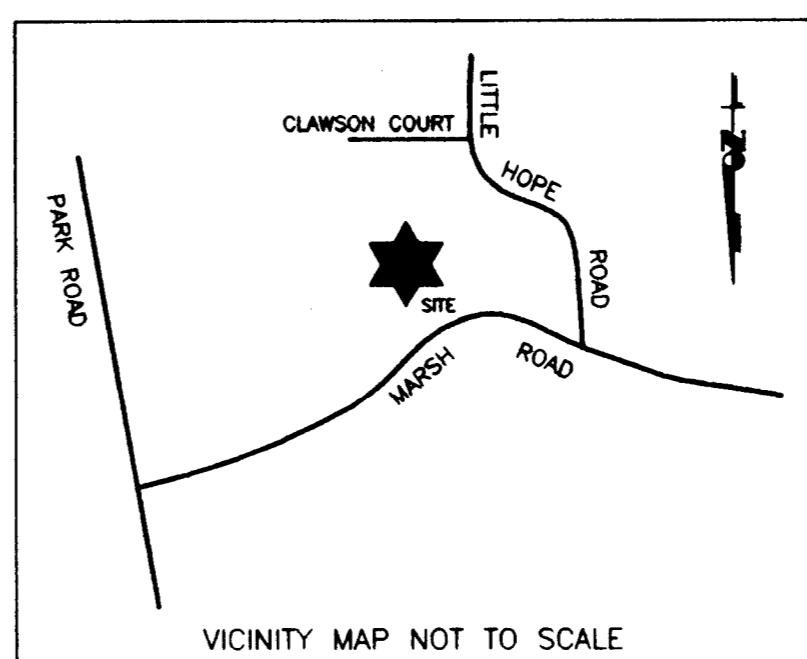 LITTLE
CLAWSON COURT
HOPE
PARK ROAD
ROAD
SITE
MARSH
ROAD
VICINITY MAP NOT TO SCALE